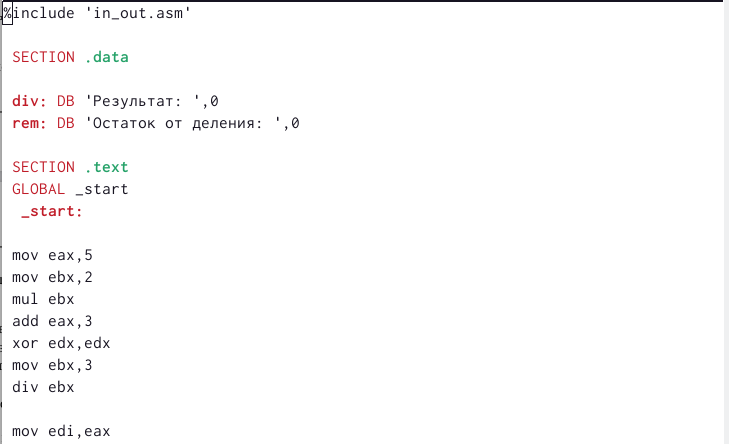 %include 'in_out.asm'
SECTION .data
div: DB 'Результат: ',0
rem: DB 'Остаток от деления: ',0
SECTION .text
GLOBAL _start
_start:
mov eax,5
mov ebx,2
mul ebx
add eax,3
xor edx,edx
mov ebx,3
div ebx
mov edi,eax